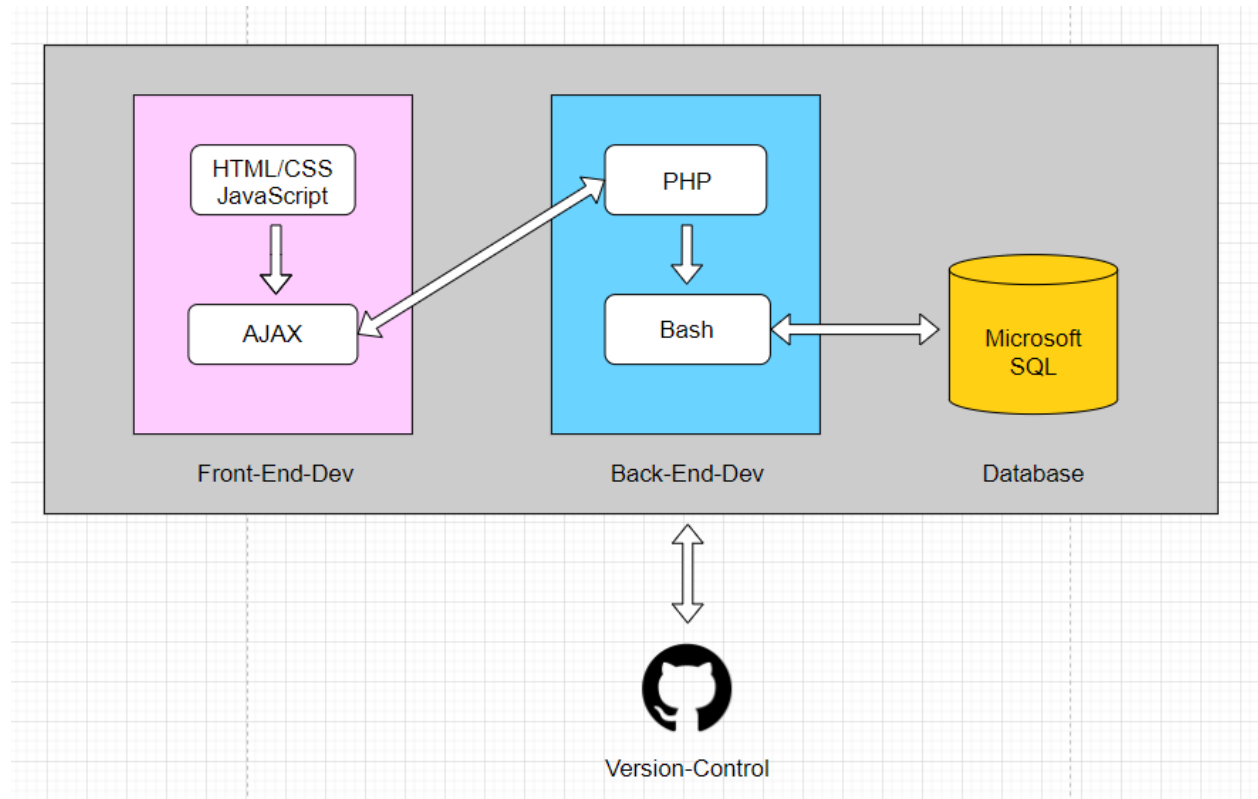 HTML/CSS
JavaScript
AJAX
PHP
Bash
Microsoft
SQL
Front-End-Dev
Back-End-Dev
Database
Version-Control